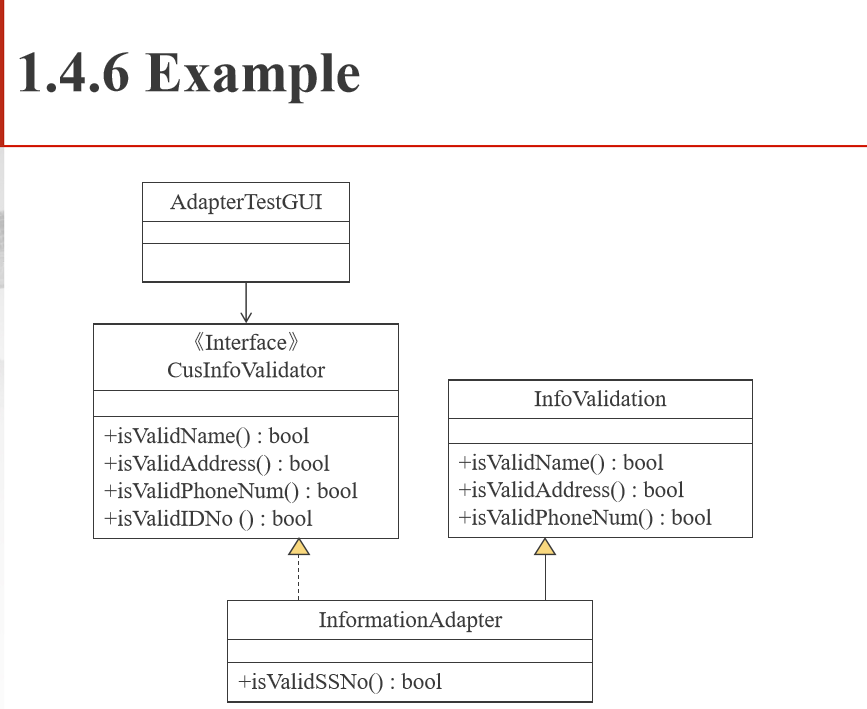 1.4.6 Example
AdapterTestGUI
《Interface》
CusInfoValidator
+isValidName() : bool
+isValidAddress() : bool
+isValidPhoneNum() : bool
+isValidIDNo () : bool
InfoValidation
+isValidName() : bool
+isValidAddress() : bool
+isValidPhoneNum() : bool
InformationAdapter
+isValidSSNo() : bool